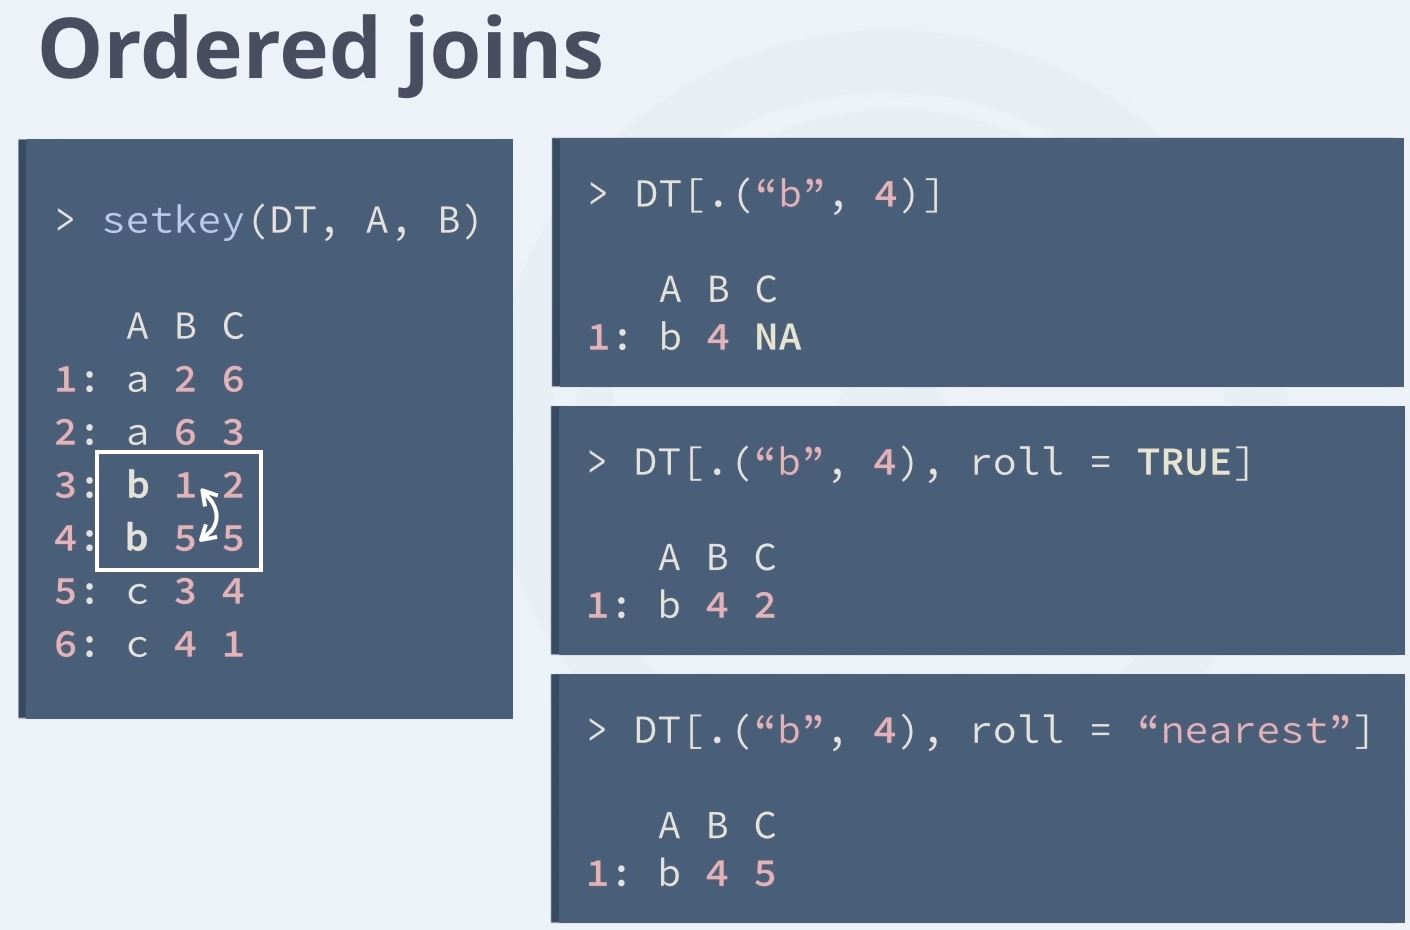 Ordered joins
> setkey(DT, A, B)
A B C
1: a 2 6
2: a 6 3
3: b 1 2
4: b 5 5
5: c 3 4
6: c 4 1
> DT[.(“b”, 4)]
A B C
1: b 4 NA
> DT[.(“b”, 4), roll = TRUE]
A B C
1: b 4 2
> DT[.(“b”, 4), roll = “nearest”]
A B C
1: b 4 5